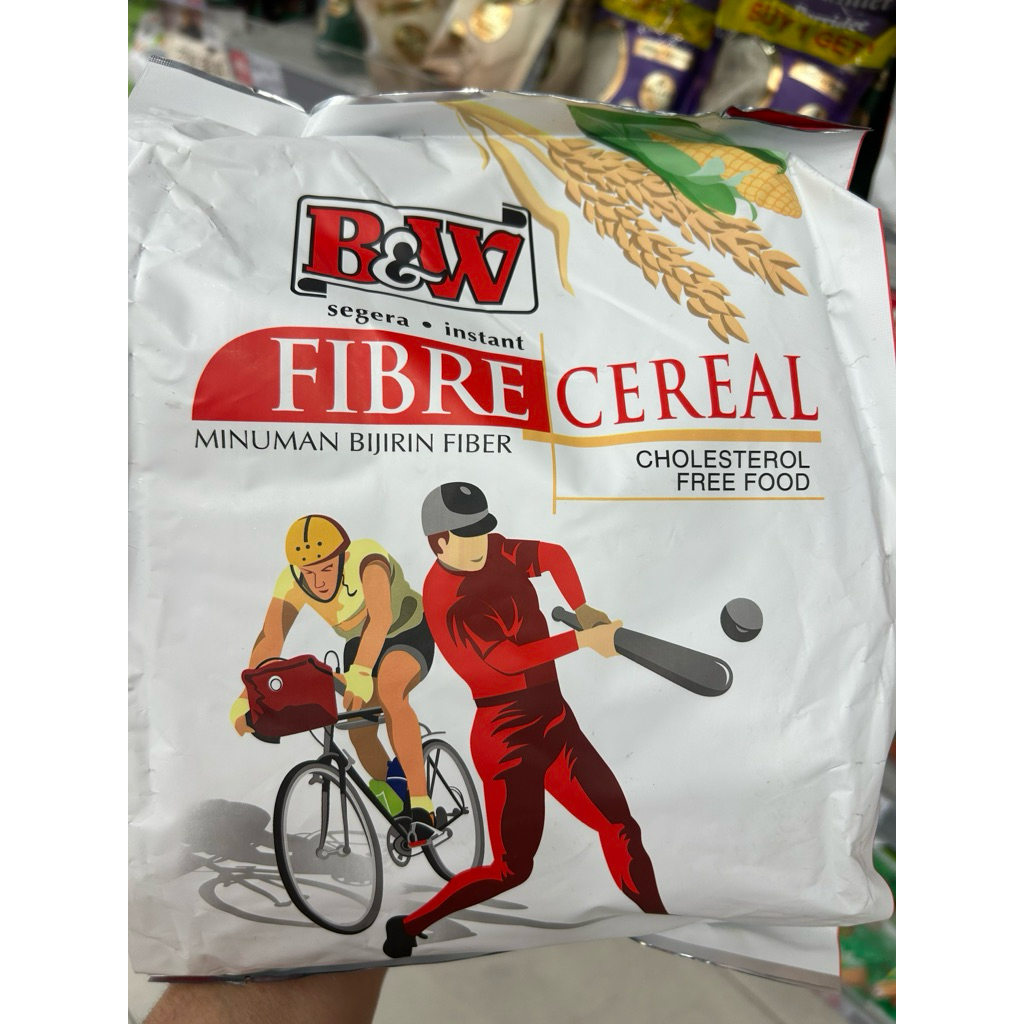 B&W
segera • instant
FIBRE CEREAL
MINUMAN BIJIRIN FIBER
CHOLESTEROL
FREE FOOD